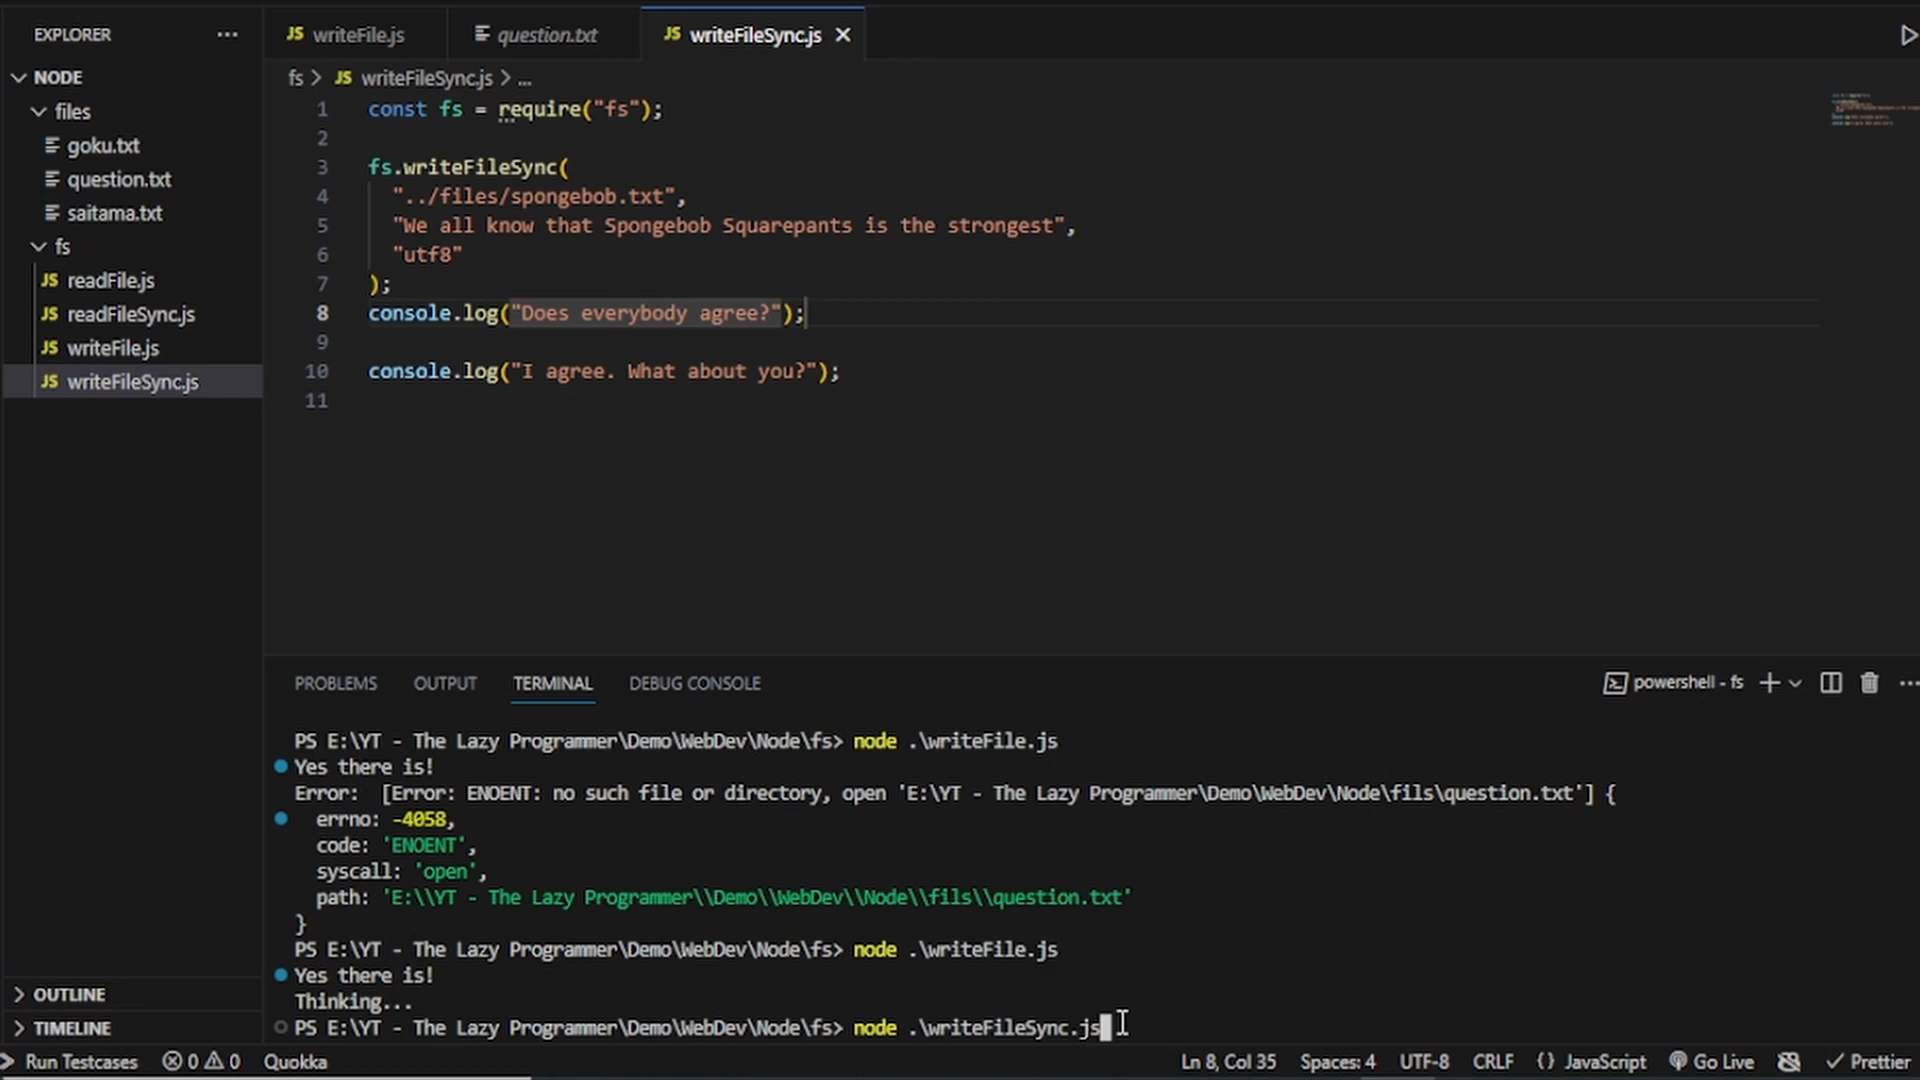 EXPLORER
NODE
files
goku.txt
question.txt
saitama.txt
fs
JS readFile.js
JS readFileSync.js
JS writeFile.js
JS writeFileSync.js
OUTLINE
TIMELINE
JS writeFile.js question.txt JS writeFileSync.js
fs > JS writeFileSync.js > ...
1 const fs = require("fs");
2
3 fs.writeFileSync(
4 "../files/spongebob.txt",
5 "We all know that Spongebob Squarepants is the strongest",
6 "utf8"
7 );
8 console.log("Does everybody agree?");
9
10 console.log("I agree. What about you?");
11
PROBLEMS OUTPUT TERMINAL DEBUG CONSOLE powershell - fs
PS E:\YT - The Lazy Programmer\Demo\WebDev\Node\fs> node .\writeFile.js
Yes there is!
Error: [Error: ENOENT: no such file or directory, open 'E:\YT - The Lazy Programmer\Demo\WebDev\Node\fils\question.txt'] {
errno: -4058,
code: 'ENOENT',
syscall: 'open',
path: 'E:\\YT - The Lazy Programmer\\Demo\\WebDev\\Node\\fils\\question.txt'
}
PS E:\YT - The Lazy Programmer\Demo\WebDev\Node\fs> node .\writeFile.js
Yes there is!
Thinking...
PS E:\YT - The Lazy Programmer\Demo\WebDev\Node\fs> node .\writeFileSync.js
Run Testcases 0 0 Quokka Ln 8, Col 35 Spaces: 4 UTF-8 CRLF {} JavaScript Go Live Prettier